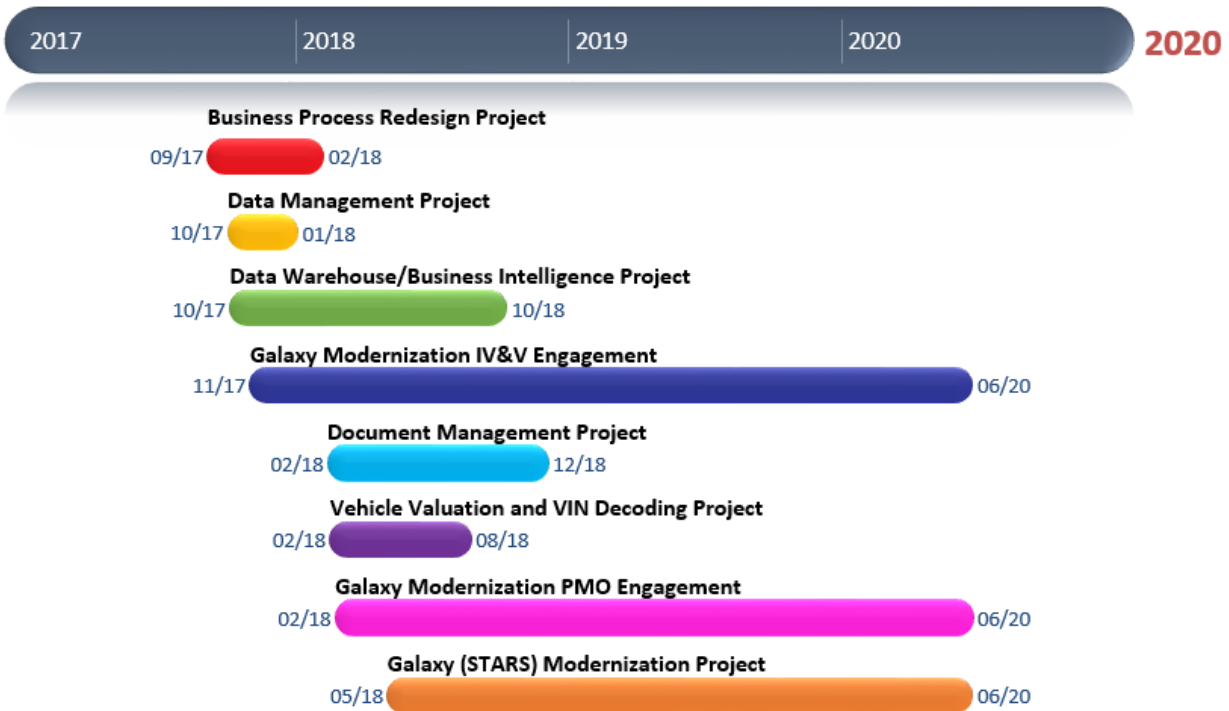 2017 2018 2019 2020 2020
Business Process Redesign Project
09/17 02/18
Data Management Project
10/17 01/18
Data Warehouse/Business Intelligence Project
10/17 10/18
Galaxy Modernization IV&V Engagement
11/17 06/20
Document Management Project
02/18 12/18
Vehicle Valuation and VIN Decoding Project
02/18 08/18
Galaxy Modernization PMO Engagement
02/18 06/20
Galaxy (STARS) Modernization Project
05/18 06/20